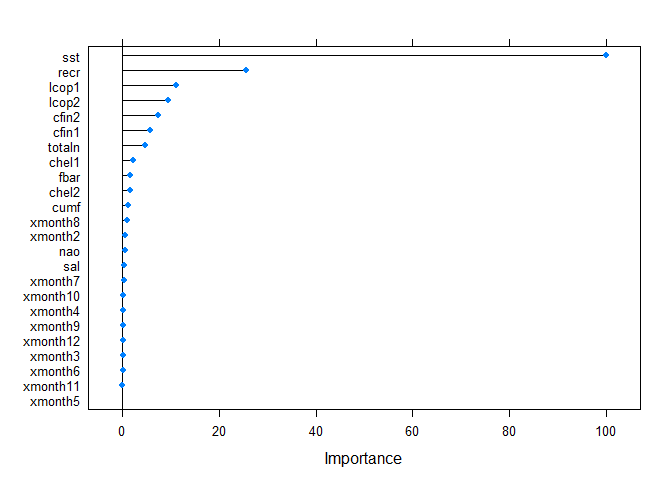 sst
recr
lcop1
lcop2
cfin2
cfin1
totaln
chel1
fbar
chel2
cumf
xmonth8
xmonth2
nao
sal
xmonth7
xmonth10
xmonth4
xmonth9
xmonth12
xmonth3
xmonth6
xmonth11
xmonth5
0 20 40 60 80 100
Importance